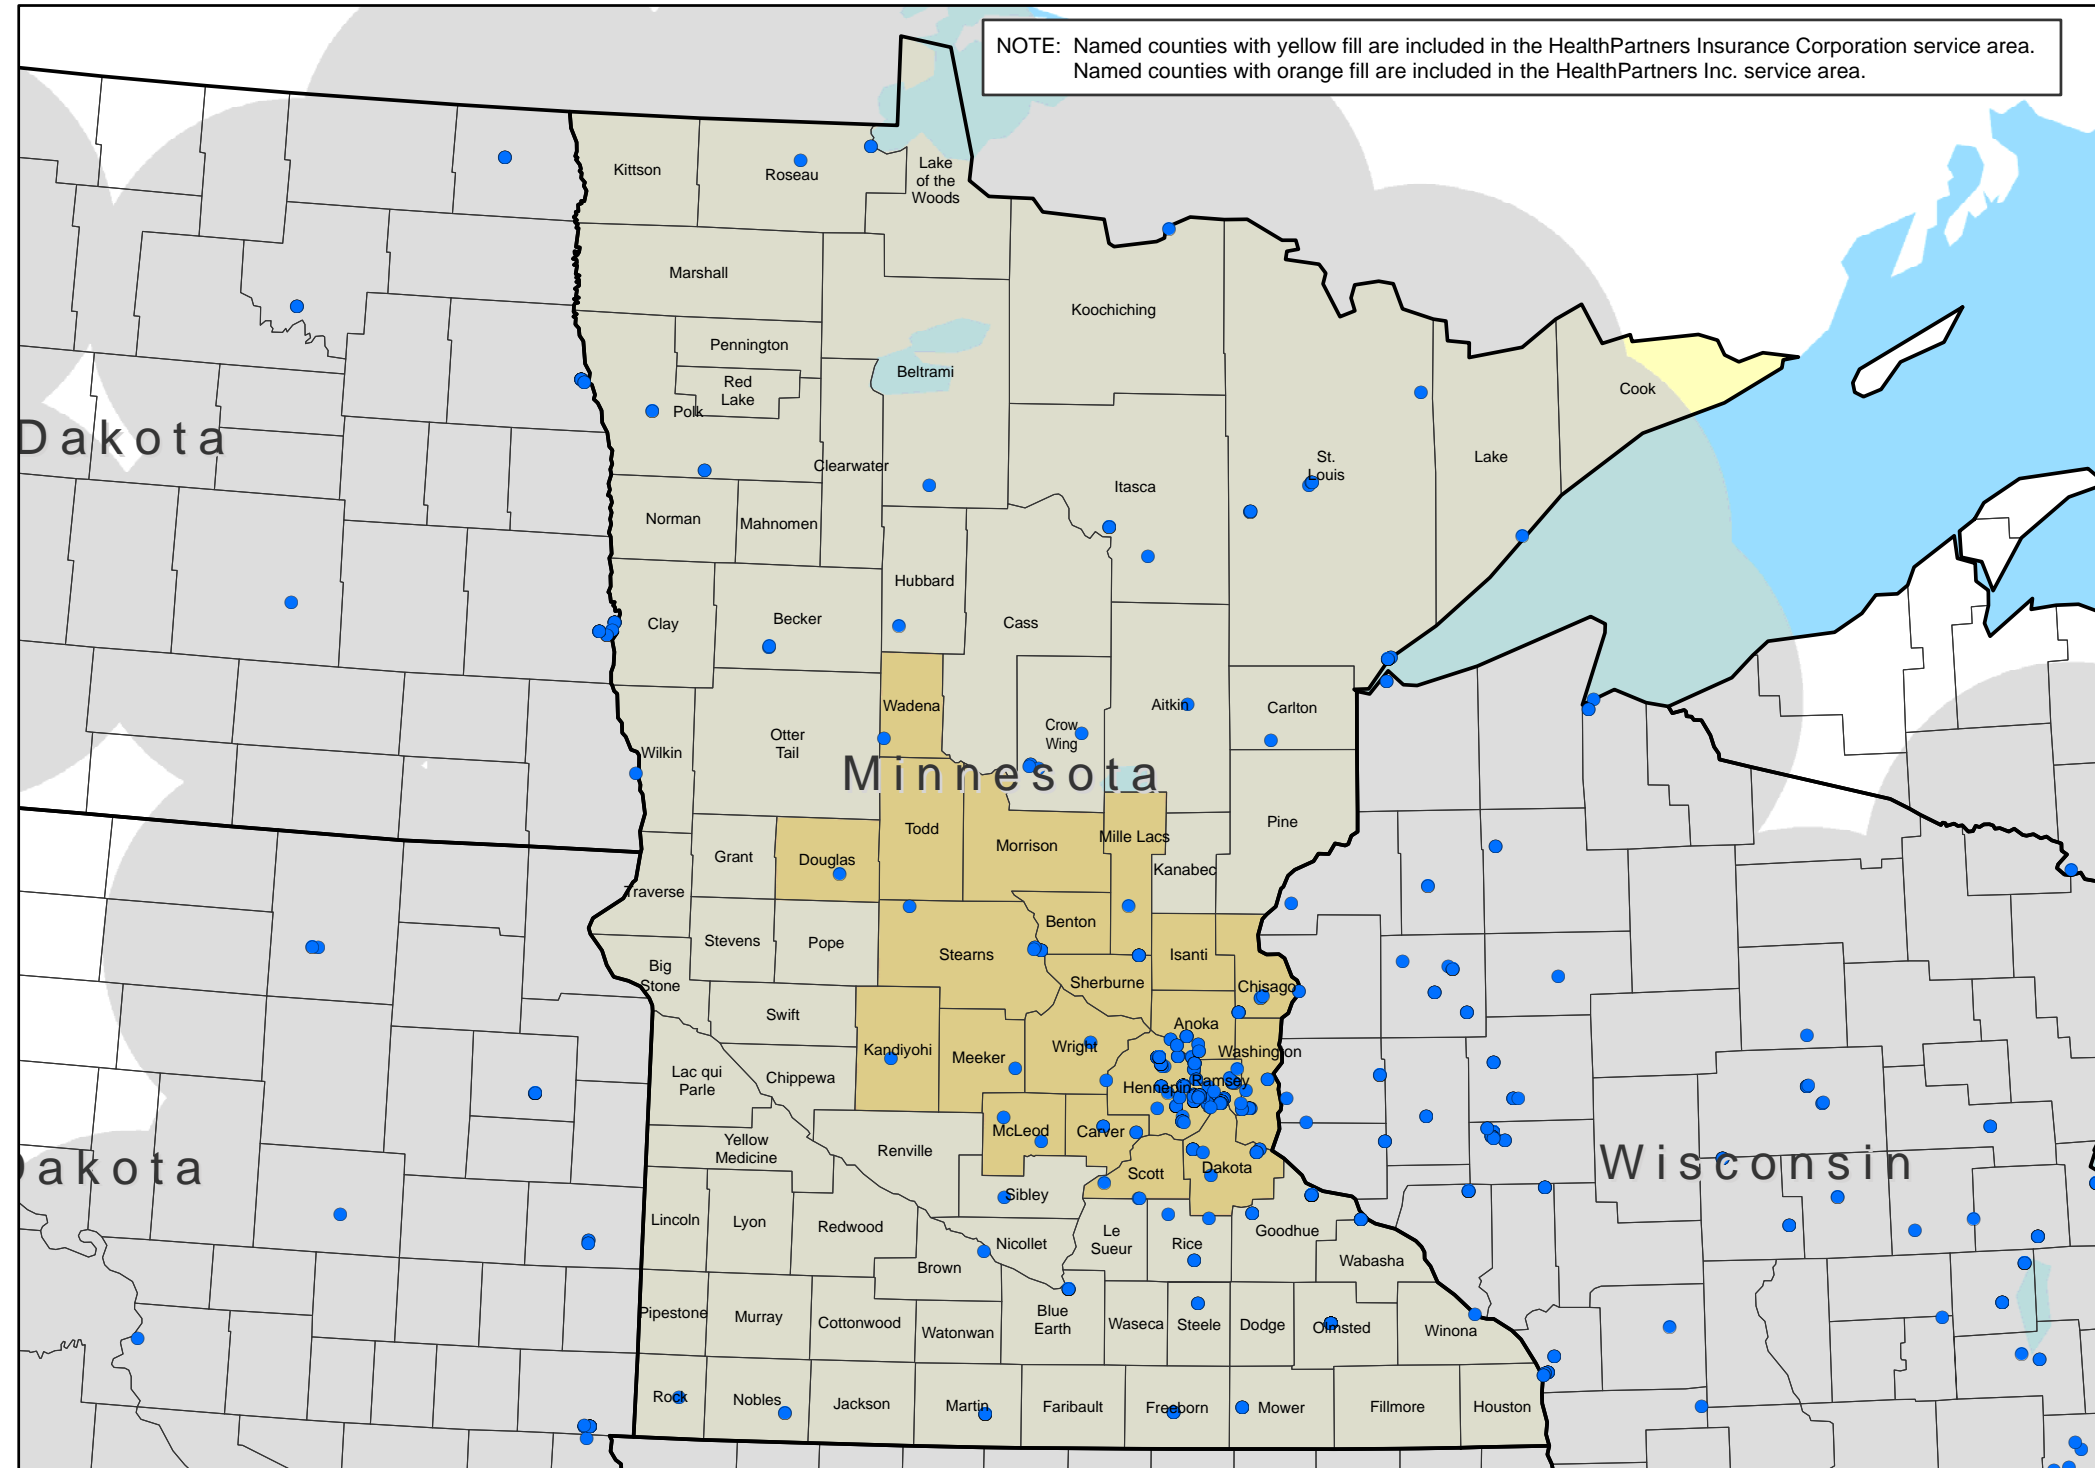 NOTE: Named counties with yellow fill are included in the HealthPartners Insurance Corporation service area.
Named counties with orange fill are included in the HealthPartners Inc. service area.
Kittson
Roseau
Lake
of the
Woods
Marshall
Koochiching
Pennington
Red
Lake
Beltrami
Cook
Polk
Dakota
Clearwater
St.
Louis
Lake
Itasca
Norman
Mahnomen
Hubbard
Clay
Becker
Cass
Wadena
Aitkin
Carlton
Crow
Wing
Otter
Tail
Wilkin
Minnesota
Pine
Todd
Morrison
Mille Lacs
Grant
Douglas
Kanabec
Traverse
Benton
Stevens
Pope
Stearns
Isanti
Big
Stone
Sherburne
Chisago
Swift
Anoka
Kandiyohi
Meeker
Wright
Washington
Lac qui
Parle
Chippewa
Hennepin
Ramsey
McLeod
Carver
Yellow
Medicine
Renville
Dakota
Scott
Dakota
Wisconsin
Sibley
Lincoln
Lyon
Redwood
Nicollet
Le
Sueur
Rice
Goodhue
Brown
Wabasha
Pipestone
Murray
Cottonwood
Watonwan
Blue
Earth
Waseca
Steele
Dodge
Olmsted
Winona
Rock
Nobles
Jackson
Martin
Faribault
Freeborn
Mower
Fillmore
Houston